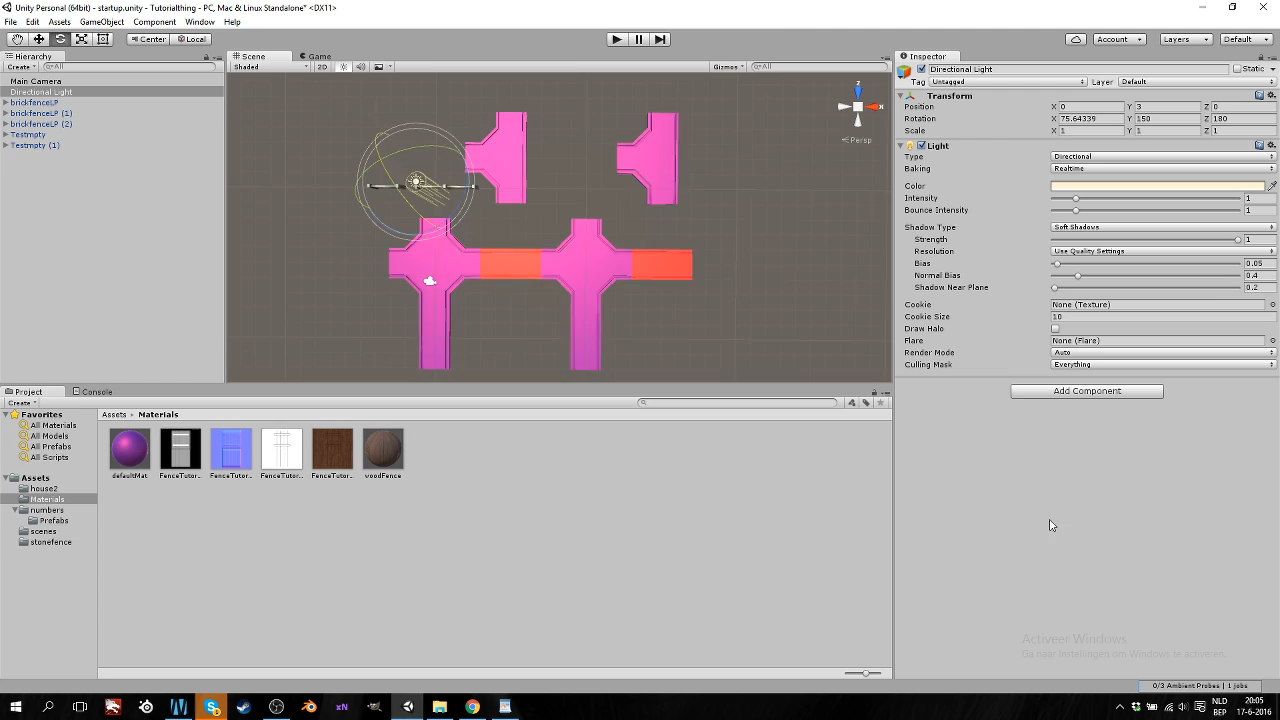 Unity Personal (64bit) - startup.unity - Tutorialthing - PC, Mac & Linux Standalone* <DX11>
File Edit Assets GameObject Component Window Help
Center Local Account Layers Default
Hierarchy
Create All
Main Camera
Directional Light
brickfenceLP
brickfenceLP (1)
brickfenceLP (2)
Testmpty
Testmpty (1)
Scene Game
Shaded 2D Gizmos All
z
x
Persp
Inspector
Directional Light Static
Tag Untagged Layer Default
Transform
Position X 0 Y 3 Z 0
Rotation X 75.64339 Y 150 Z 180
Scale X 1 Y 1 Z 1
Light
Type Directional
Baking Realtime
Color
Intensity 1
Bounce Intensity 1
Shadow Type Soft Shadows
Strength 1
Resolution Use Quality Settings
Bias 0.05
Normal Bias 0.4
Shadow Near Plane 0.2
Cookie None (Texture)
Cookie Size 10
Draw Halo
Flare None (Flare)
Render Mode Auto
Culling Mask Everything
Add Component
Project Console
Create
Favorites
All Materials
All Models
All Prefabs
All Scripts
Assets
house2
Materials
numbers
Prefabs
scenes
stonefence
Assets Materials
defaultMat FenceTutor... FenceTutor... FenceTutor... FenceTutor... woodFence
Activeer Windows
Ga naar Instellingen om Windows te activeren.
0/3 Ambient Probes | 1 jobs
xN
NLD 20:05
BEP 17-6-2016